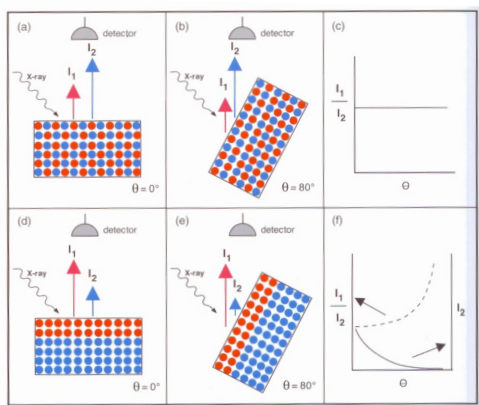 (a)
detector
I2
X-ray
I1
θ = 0°
(b)
detector
I2
X-ray
I1
θ = 80°
(c)
I1
I2
θ
(d)
detector
I1
X-ray
I2
θ = 0°
(e)
detector
I1
X-ray
I2
θ = 80°
(f)
I1
I2
I2
θ